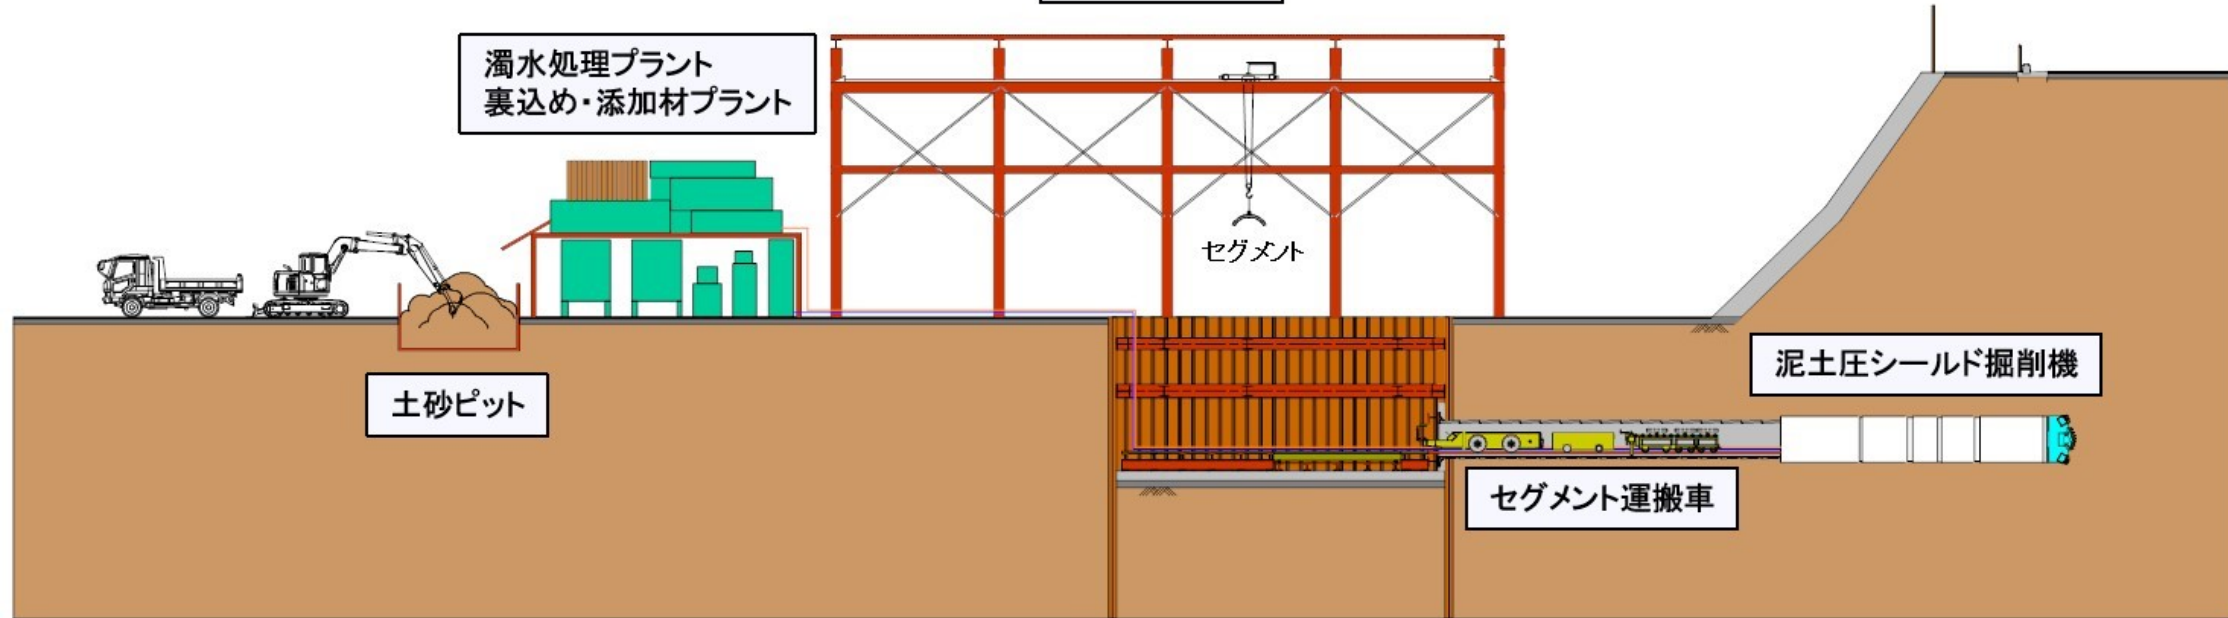 濁水処理プラント
裏込め・添加材プラント
セグメント
土砂ピット
泥土圧シールド掘削機
セグメント運搬車